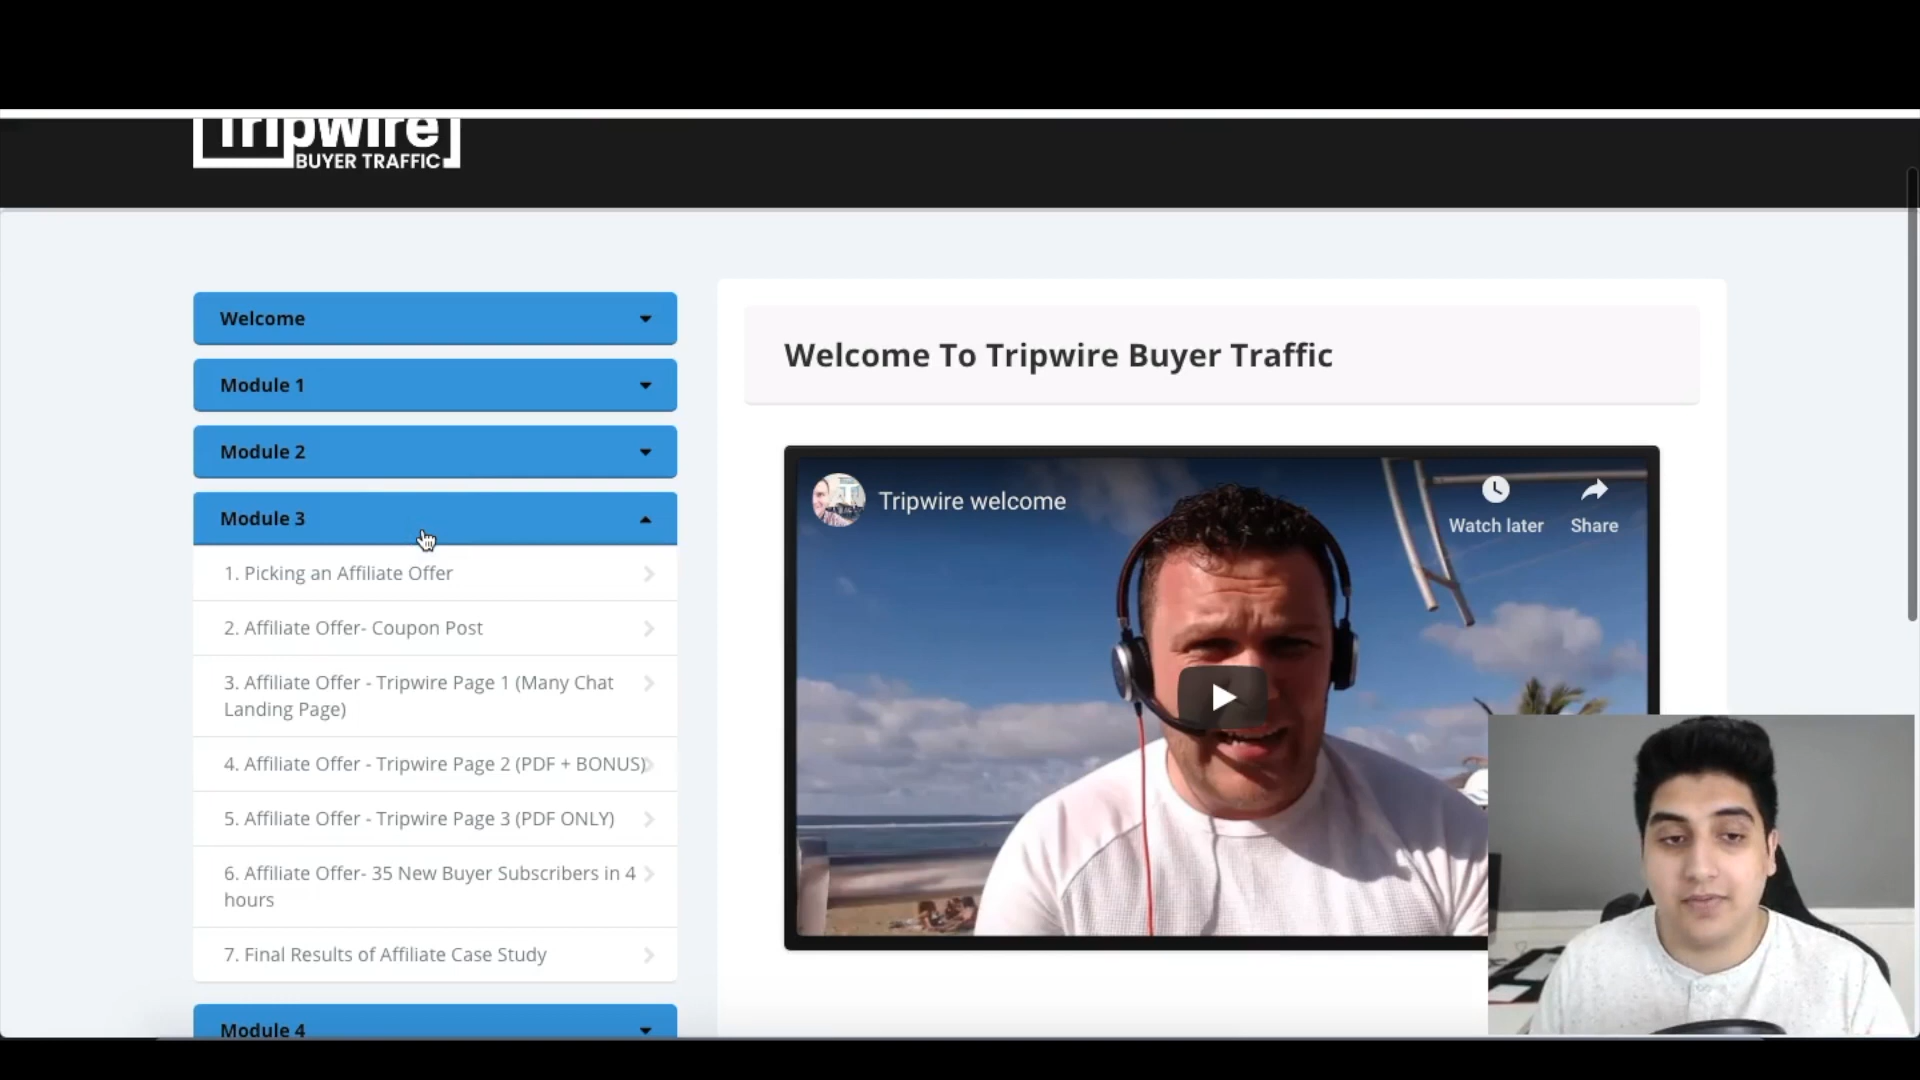 Tripwire
BUYER TRAFFIC
Welcome
Module 1
Module 2
Module 3
1. Picking an Affiliate Offer
2. Affiliate Offer- Coupon Post
3. Affiliate Offer - Tripwire Page 1 (Many Chat
Landing Page)
4. Affiliate Offer - Tripwire Page 2 (PDF + BONUS)
5. Affiliate Offer - Tripwire Page 3 (PDF ONLY)
6. Affiliate Offer- 35 New Buyer Subscribers in 4
hours
7. Final Results of Affiliate Case Study
Module 4
Welcome To Tripwire Buyer Traffic
Tripwire welcome
Watch later
Share